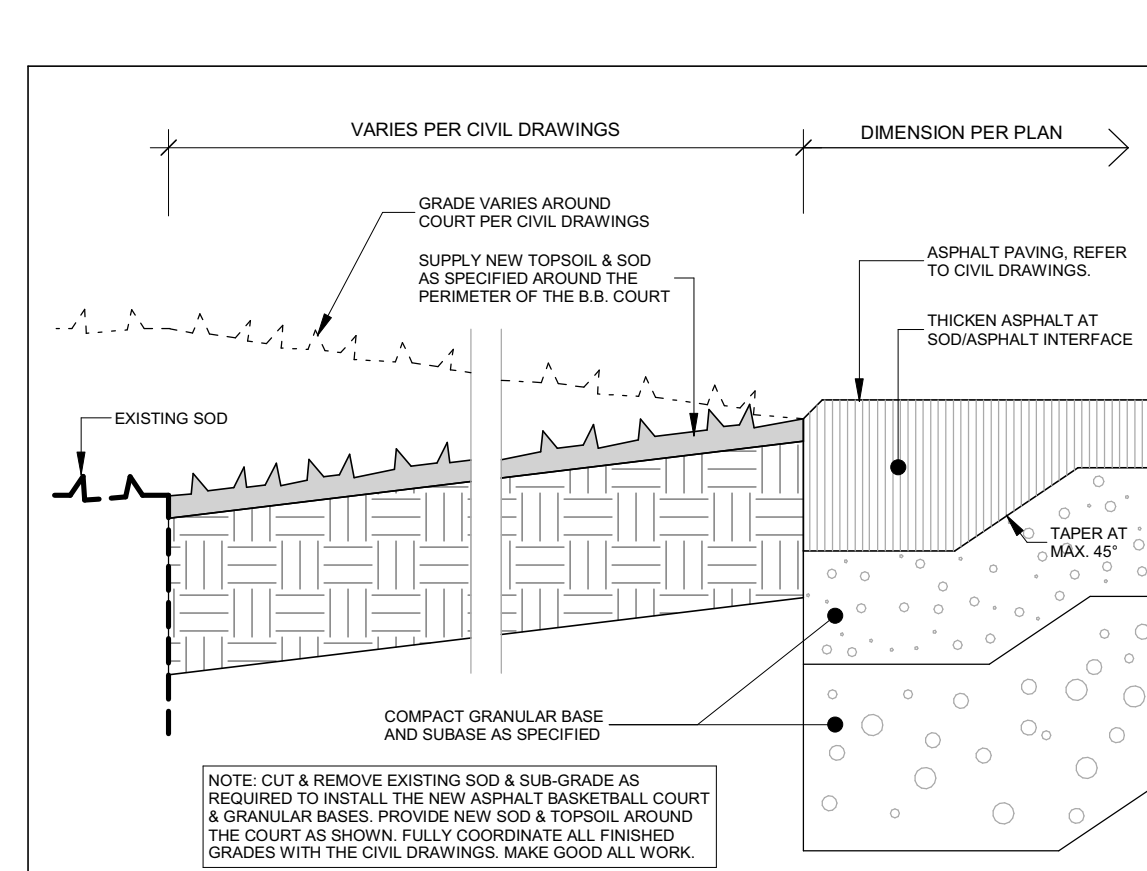 VARIES PER CIVIL DRAWINGS
DIMENSION PER PLAN
GRADE VARIES AROUND
COURT PER CIVIL DRAWINGS
SUPPLY NEW TOPSOIL & SOD
AS SPECIFIED AROUND THE
PERIMETER OF THE B.B. COURT
ASPHALT PAVING, REFER
TO CIVIL DRAWINGS.
THICKEN ASPHALT AT
SOD/ASPHALT INTERFACE
EXISTING SOD
TAPER AT
MAX. 45°
COMPACT GRANULAR BASE
AND SUBASE AS SPECIFIED
NOTE: CUT & REMOVE EXISTING SOD & SUB-GRADE AS
REQUIRED TO INSTALL THE NEW ASPHALT BASKETBALL COURT
& GRANULAR BASES. PROVIDE NEW SOD & TOPSOIL AROUND
THE COURT AS SHOWN. FULLY COORDINATE ALL FINISHED
GRADES WITH THE CIVIL DRAWINGS. MAKE GOOD ALL WORK.